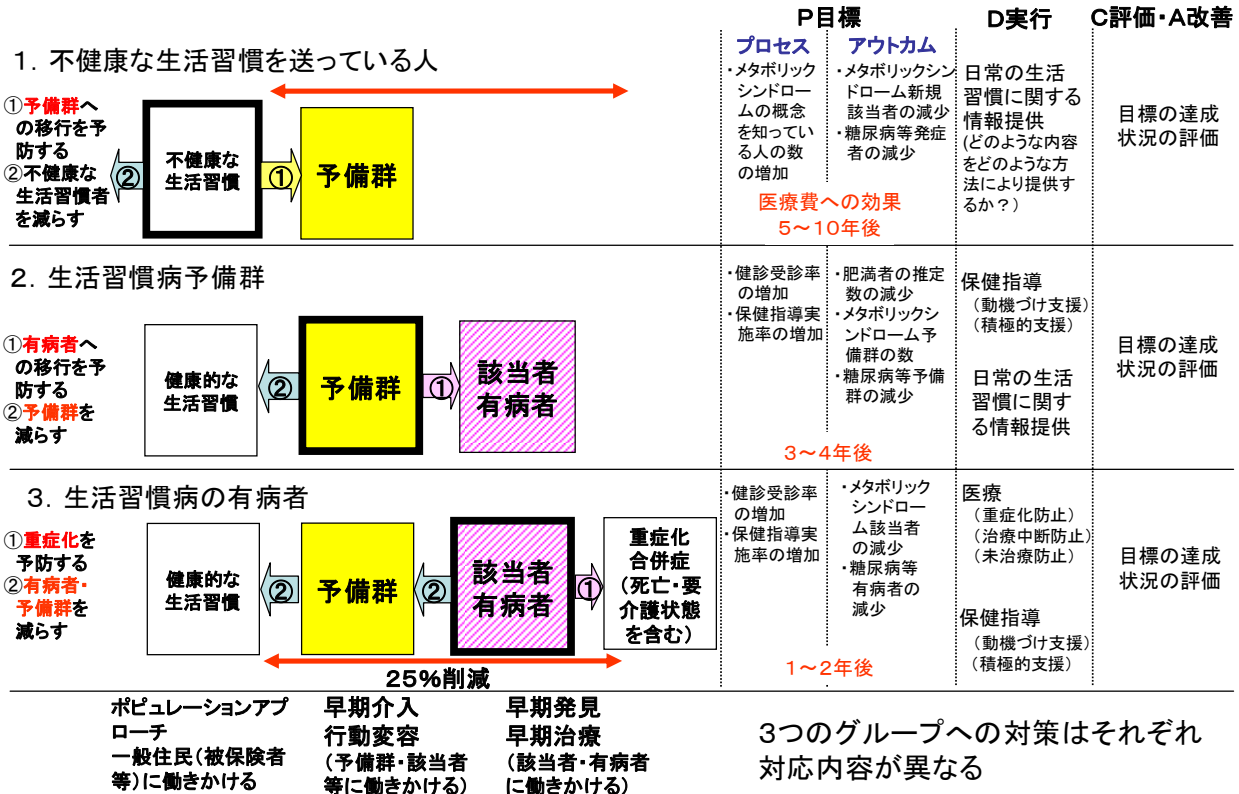 P目標
D実行
C評価・A改善
プロセス
アウトカム
1．不健康な生活習慣を送っている人
①予備群へ
の移行を予
防する
②不健康な
生活習慣者
を減らす
②
不健康な
生活習慣
①
予備群
・メタボリック
シンドロー
ムの概念
を知ってい
る人の数
の増加
・メタボリックシン
ドローム新規
該当者の減少
・糖尿病等発症
者の減少
医療費への効果
5～10年後
日常の生活
習慣に関する
情報提供
(どのような内容
をどのような方
法により提供す
るか？)
目標の達成
状況の評価
2．生活習慣病予備群
①有病者へ
の移行を予
防する
②予備群を
減らす
健康的な
生活習慣
②
予備群
①
該当者
有病者
・健診受診率
の増加
・保健指導実
施率の増加
・肥満者の推定
数の減少
・メタボリックシ
ンドローム予
備群の数
・糖尿病等予備
群の減少
3～4年後
保健指導
（動機づけ支援）
（積極的支援）
日常の生活
習慣に関す
る情報提供
目標の達成
状況の評価
3．生活習慣病の有病者
①重症化を
予防する
②有病者・
予備群を
減らす
健康的な
生活習慣
②
予備群
②
該当者
有病者
①
重症化
合併症
（死亡・要
介護状態
を含む）
25％削減
・健診受診率
の増加
・保健指導実
施率の増加
・メタボリック
シンドロー
ム該当者
の減少
・糖尿病等
有病者の
減少
1～2年後
医療
（重症化防止）
（治療中断防止）
（未治療防止）
保健指導
（動機づけ支援）
（積極的支援）
目標の達成
状況の評価
ポピュレーションアプ
ローチ
一般住民（被保険者
等）に働きかける
早期介入
行動変容
（予備群・該当者
等に働きかける）
早期発見
早期治療
（該当者・有病者
に働きかける）
3つのグループへの対策はそれぞれ
対応内容が異なる